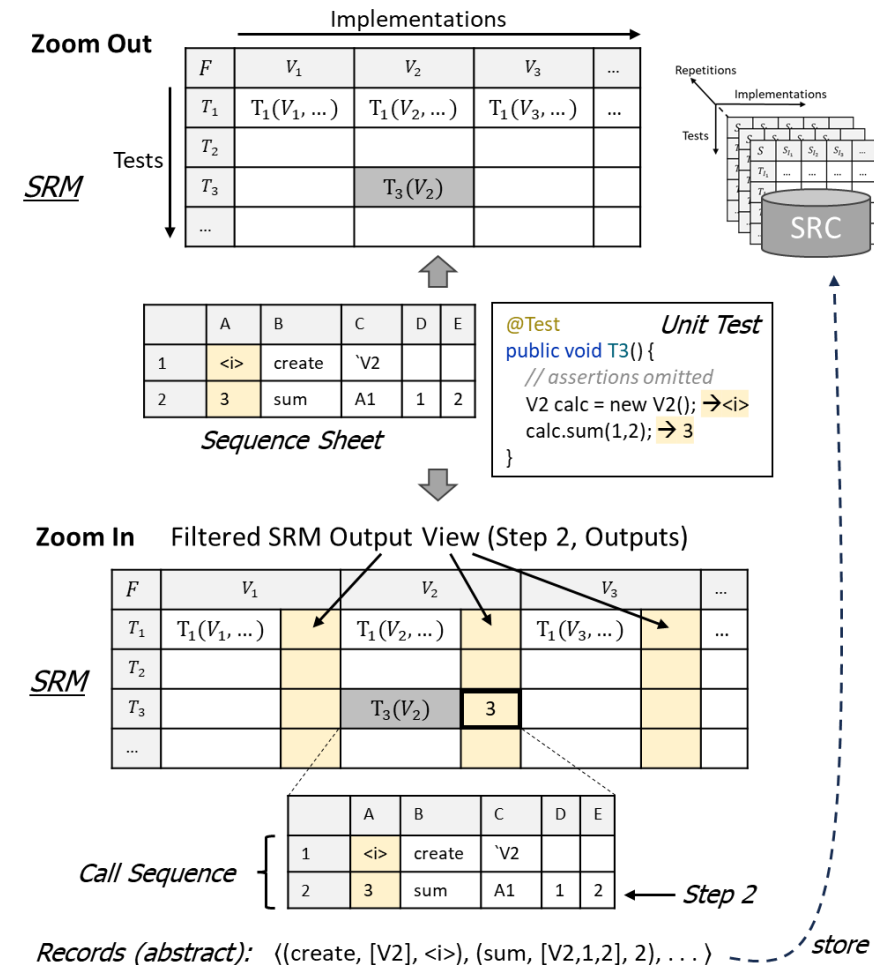 Implementations
Zoom Out
F V₁ V₂ V₃ ...
T₁ T₁(V₁, ...) T₁(V₂, ...) T₁(V₃, ...) ...
T₂
Tests
SRM
T₃ T₃(V₂)
...
Repetitions
Implementations
Tests
S S_I₁ S_I₂ S_I₃ ...
T_I₁ ... ... ... ...
SRC
A B C D E
1 <i> create `V2
2 3 sum A1 1 2
Sequence Sheet
@Test Unit Test
public void T3() {
// assertions omitted
V2 calc = new V2(); → <i>
calc.sum(1,2); → 3
}
Zoom In Filtered SRM Output View (Step 2, Outputs)
F V₁ V₂ V₃ ...
T₁ T₁(V₁, ...) T₁(V₂, ...) T₁(V₃, ...) ...
T₂
SRM
T₃ T₃(V₂) 3
...
A B C D E
1 <i> create `V2
Call Sequence
2 3 sum A1 1 2 Step 2
Records (abstract): ⟨(create, [V2], <i>), (sum, [V2,1,2], 2), . . . ⟩ store